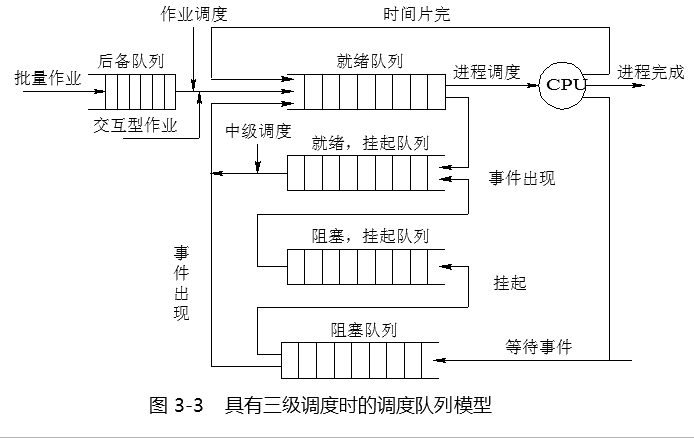 作业调度
时间片完
后备队列
就绪队列
批量作业
进程调度
CPU
进程完成
交互型作业
中级调度
就绪，挂起队列
事件出现
阻塞，挂起队列
事件出现
挂起
阻塞队列
等待事件
图 3-3 具有三级调度时的调度队列模型